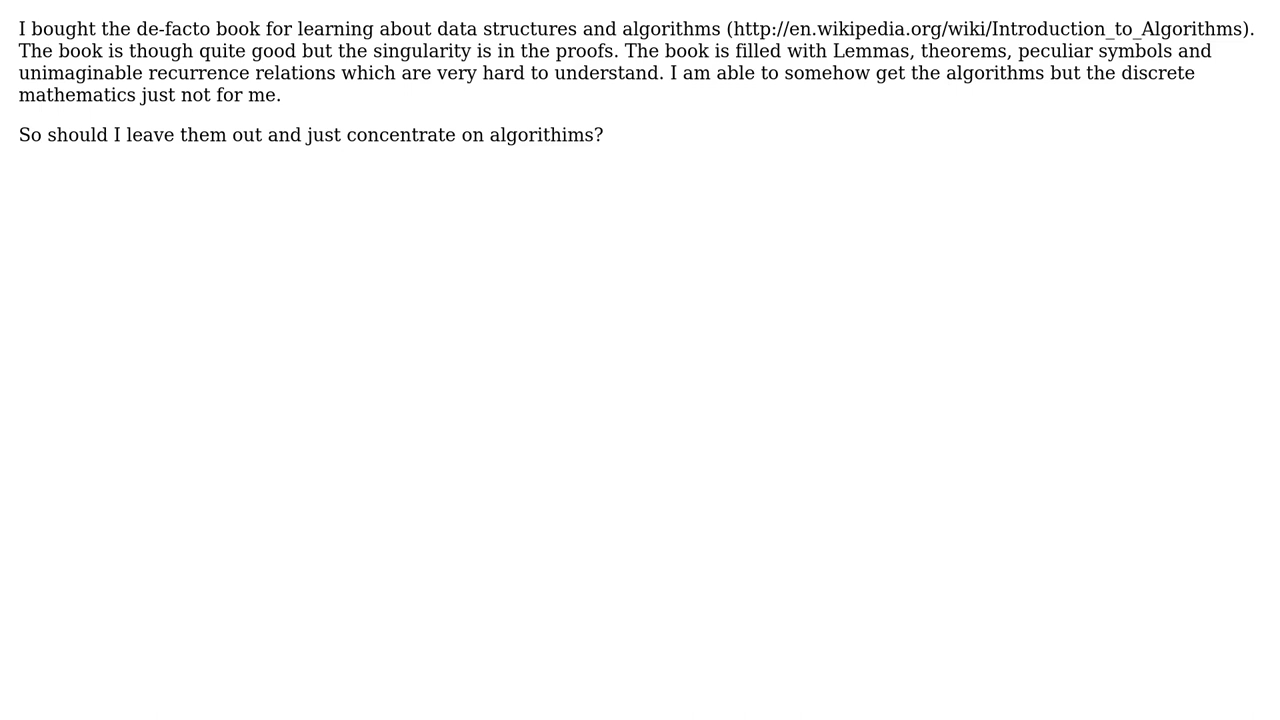 I bought the de-facto book for learning about data structures and algorithms (http://en.wikipedia.org/wiki/Introduction_to_Algorithms).
The book is though quite good but the singularity is in the proofs. The book is filled with Lemmas, theorems, peculiar symbols and
unimaginable recurrence relations which are very hard to understand. I am able to somehow get the algorithms but the discrete
mathematics just not for me.
So should I leave them out and just concentrate on algorithims?